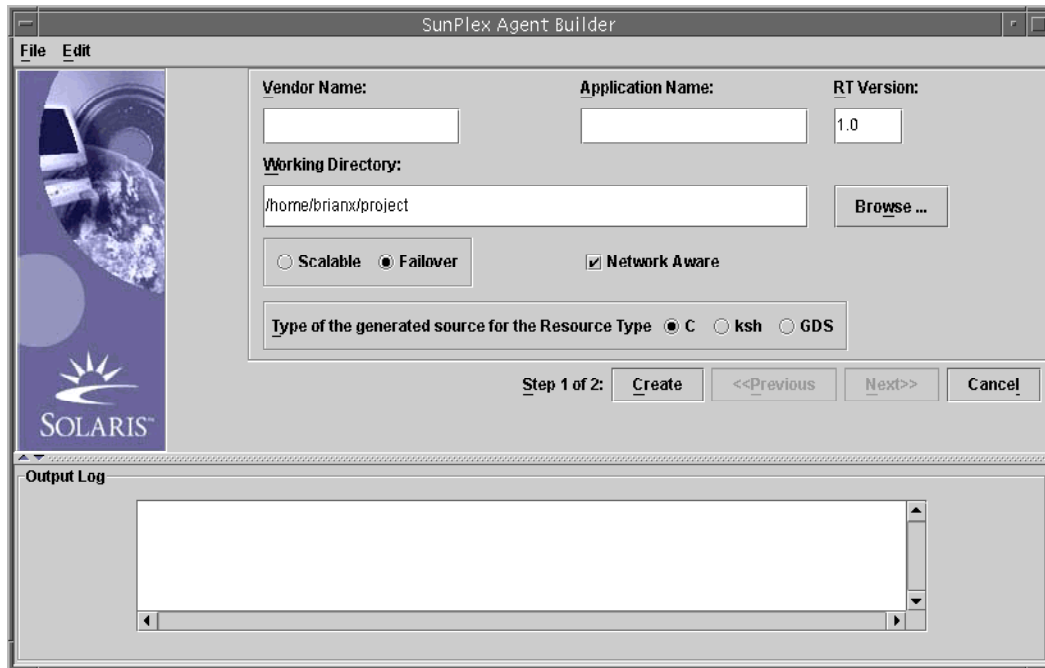 SunPlex Agent Builder
File Edit
Vendor Name: Application Name: RT Version:
1.0
Working Directory:
/home/brianx/project Browse ...
Scalable Failover Network Aware
Type of the generated source for the Resource Type C ksh GDS
Step 1 of 2: Create <<Previous Next>> Cancel
SOLARIS™
Output Log